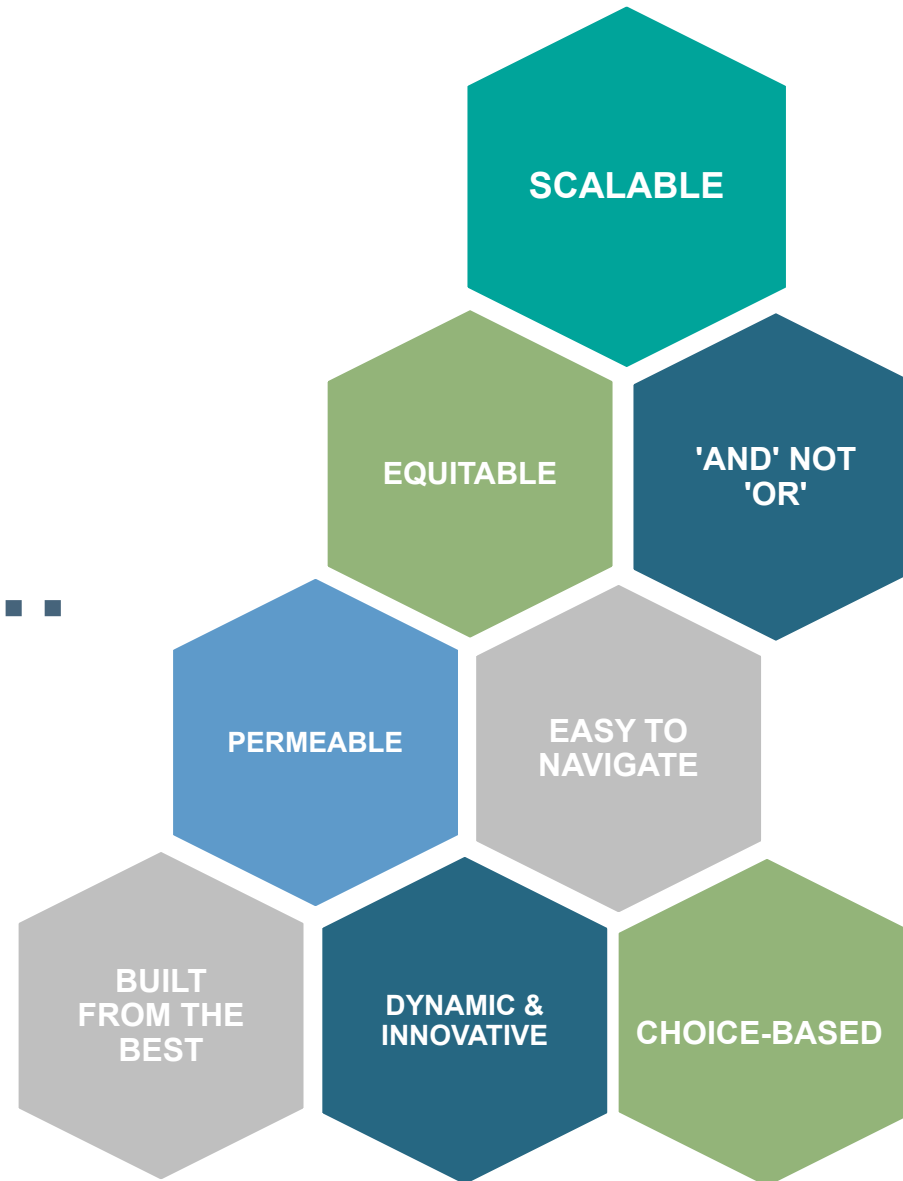 SCALABLE
EQUITABLE
'AND' NOT
'OR'
PERMEABLE
EASY TO
NAVIGATE
BUILT
FROM THE
BEST
DYNAMIC &
INNOVATIVE
CHOICE-BASED